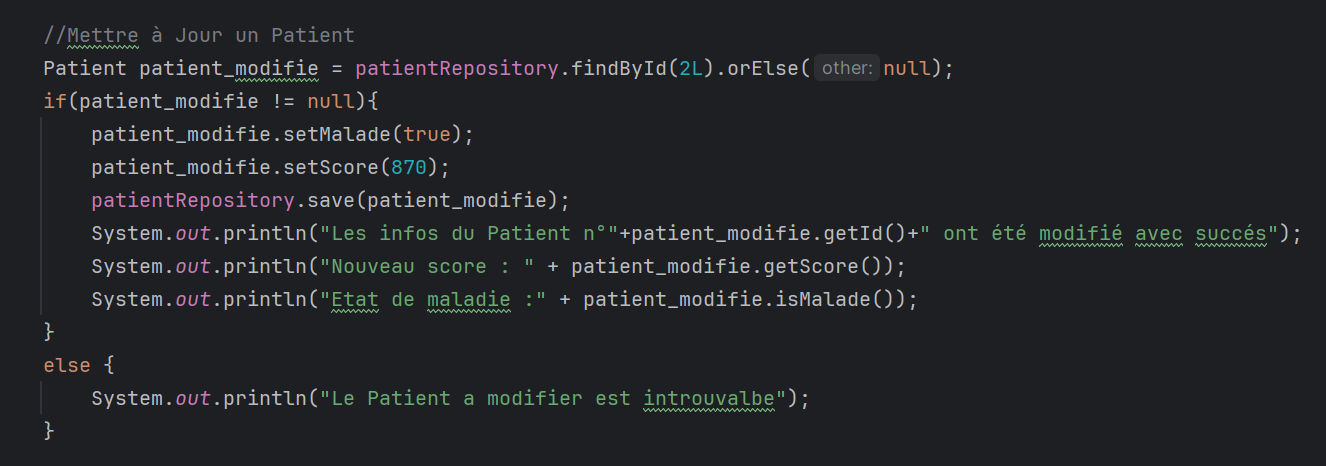 //Mettre à Jour un Patient
Patient patient_modifie = patientRepository.findById(2L).orElse( other: null);
if(patient_modifie != null){
    patient_modifie.setMalade(true);
    patient_modifie.setScore(870);
    patientRepository.save(patient_modifie);
    System.out.println("Les infos du Patient n°"+patient_modifie.getId()+" ont été modifié avec succés");
    System.out.println("Nouveau score : " + patient_modifie.getScore());
    System.out.println("Etat de maladie :" + patient_modifie.isMalade());
}
else {
    System.out.println("Le Patient a modifier est introuvalbe");
}